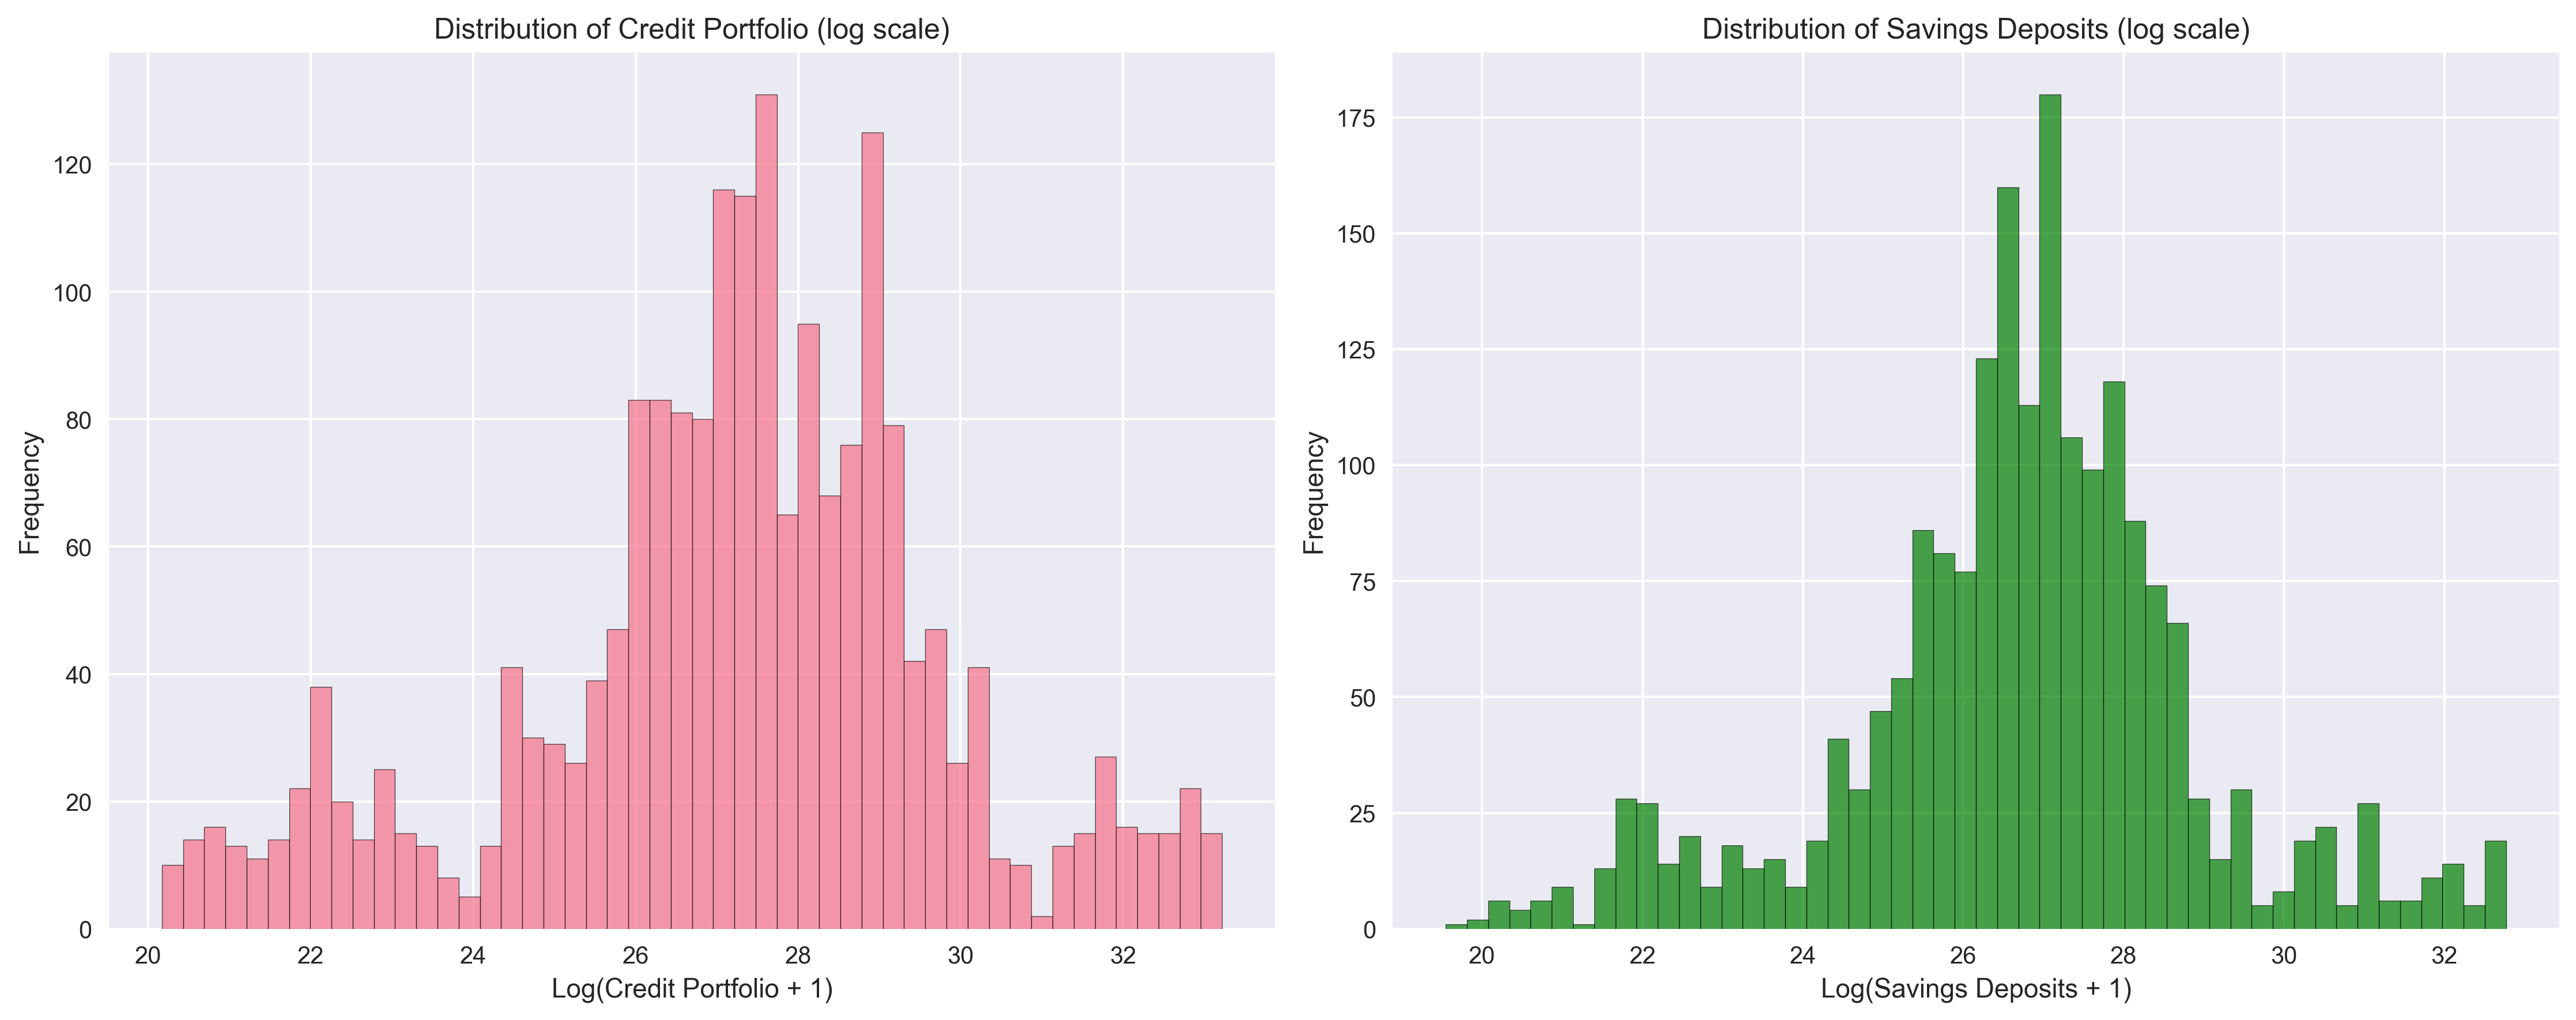 Distribution of Credit Portfolio (log scale)
120
100
80
60
40
20
0
Frequency
20 22 24 26 28 30 32
Log(Credit Portfolio + 1)
Distribution of Savings Deposits (log scale)
175
150
125
100
75
50
25
0
Frequency
20 22 24 26 28 30 32
Log(Savings Deposits + 1)